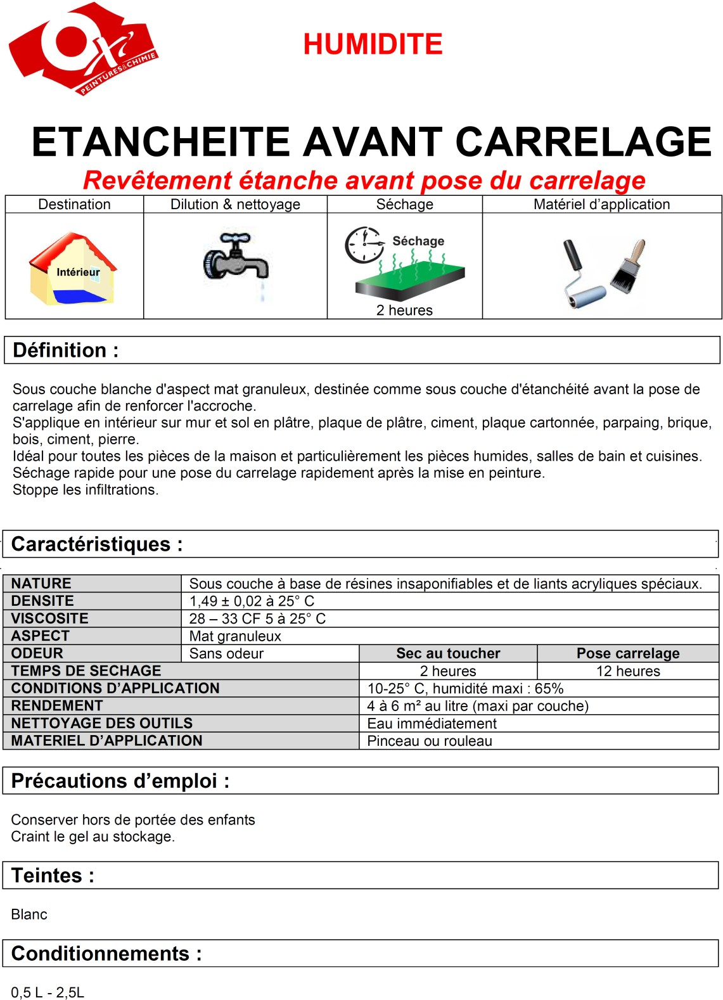 Oxi
PEINTURES&CHIMIE
HUMIDITE
ETANCHEITE AVANT CARRELAGE
Revêtement étanche avant pose du carrelage
Destination Dilution & nettoyage Séchage Matériel d’application
Intérieur
Séchage
2 heures
Définition :
Sous couche blanche d'aspect mat granuleux, destinée comme sous couche d'étanchéité avant la pose de
carrelage afin de renforcer l'accroche.
S'applique en intérieur sur mur et sol en plâtre, plaque de plâtre, ciment, plaque cartonnée, parpaing, brique,
bois, ciment, pierre.
Idéal pour toutes les pièces de la maison et particulièrement les pièces humides, salles de bain et cuisines.
Séchage rapide pour une pose du carrelage rapidement après la mise en peinture.
Stoppe les infiltrations.
Caractéristiques :
NATURE Sous couche à base de résines insaponifiables et de liants acryliques spéciaux.
DENSITE 1,49 ± 0,02 à 25° C
VISCOSITE 28 – 33 CF 5 à 25° C
ASPECT Mat granuleux
ODEUR Sans odeur Sec au toucher Pose carrelage
TEMPS DE SECHAGE 2 heures 12 heures
CONDITIONS D’APPLICATION 10-25° C, humidité maxi : 65%
RENDEMENT 4 à 6 m² au litre (maxi par couche)
NETTOYAGE DES OUTILS Eau immédiatement
MATERIEL D’APPLICATION Pinceau ou rouleau
Précautions d’emploi :
Conserver hors de portée des enfants
Craint le gel au stockage.
Teintes :
Blanc
Conditionnements :
0,5 L - 2,5L